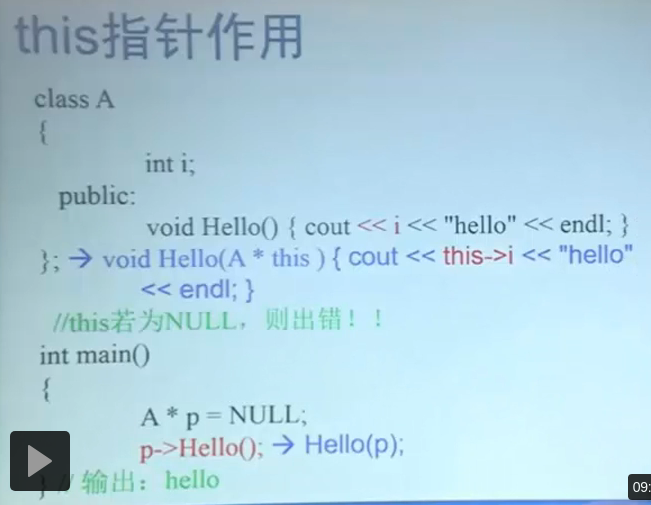 this指针作用
class A
{
int i;
public:
void Hello() { cout << i << "hello" << endl; }
}; → void Hello(A * this ) { cout << this->i << "hello"
<< endl; }
//this若为NULL，则出错！！
int main()
{
A * p = NULL;
p->Hello(); → Hello(p);
} // 输出：hello
09: